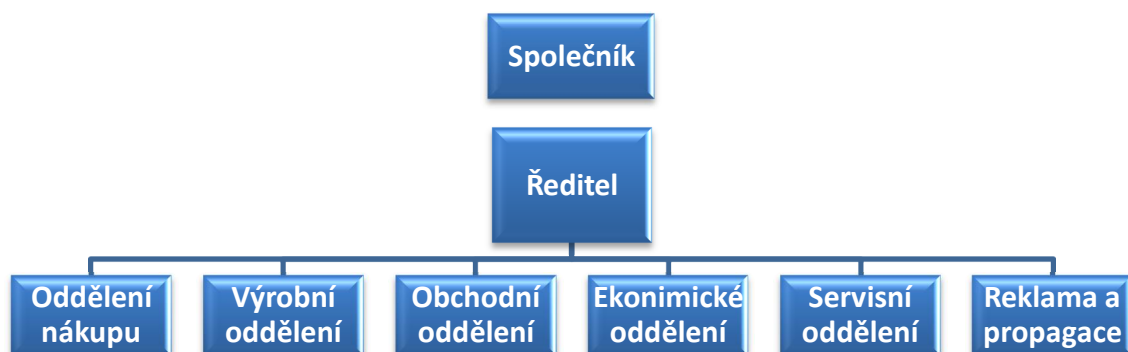 Společník
Ředitel
Oddělení
nákupu
Výrobní
oddělení
Obchodní
oddělení
Ekonimické
oddělení
Servisní
oddělení
Reklama a
propagace